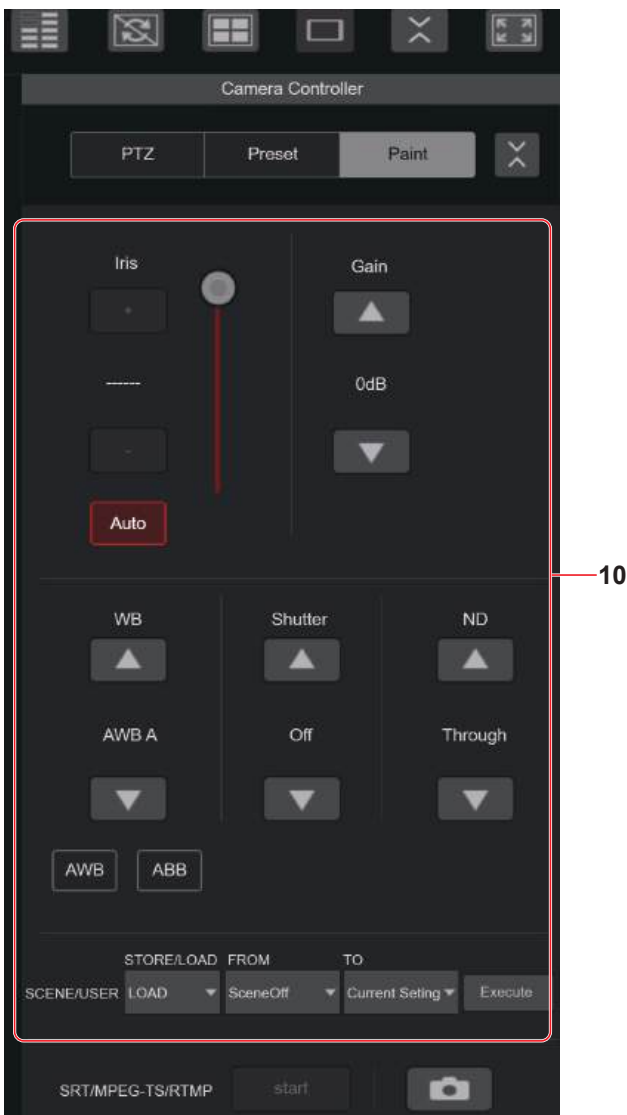 Camera Controller
PTZ Preset Paint
Iris Gain
+
------ 0dB
-
Auto
10
WB Shutter ND
AWB A Off Through
AWB ABB
STORE/LOAD FROM TO
SCENE/USER LOAD SceneOff Current Seting Execute
SRT/MPEG-TS/RTMP start